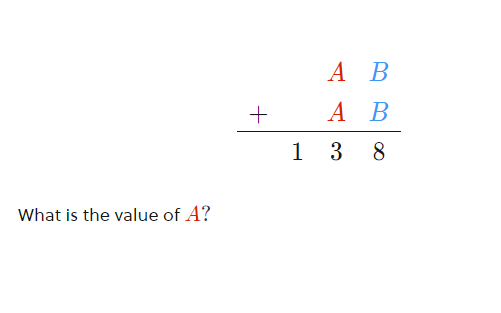 A B
+ A B
1 3 8
What is the value of A?